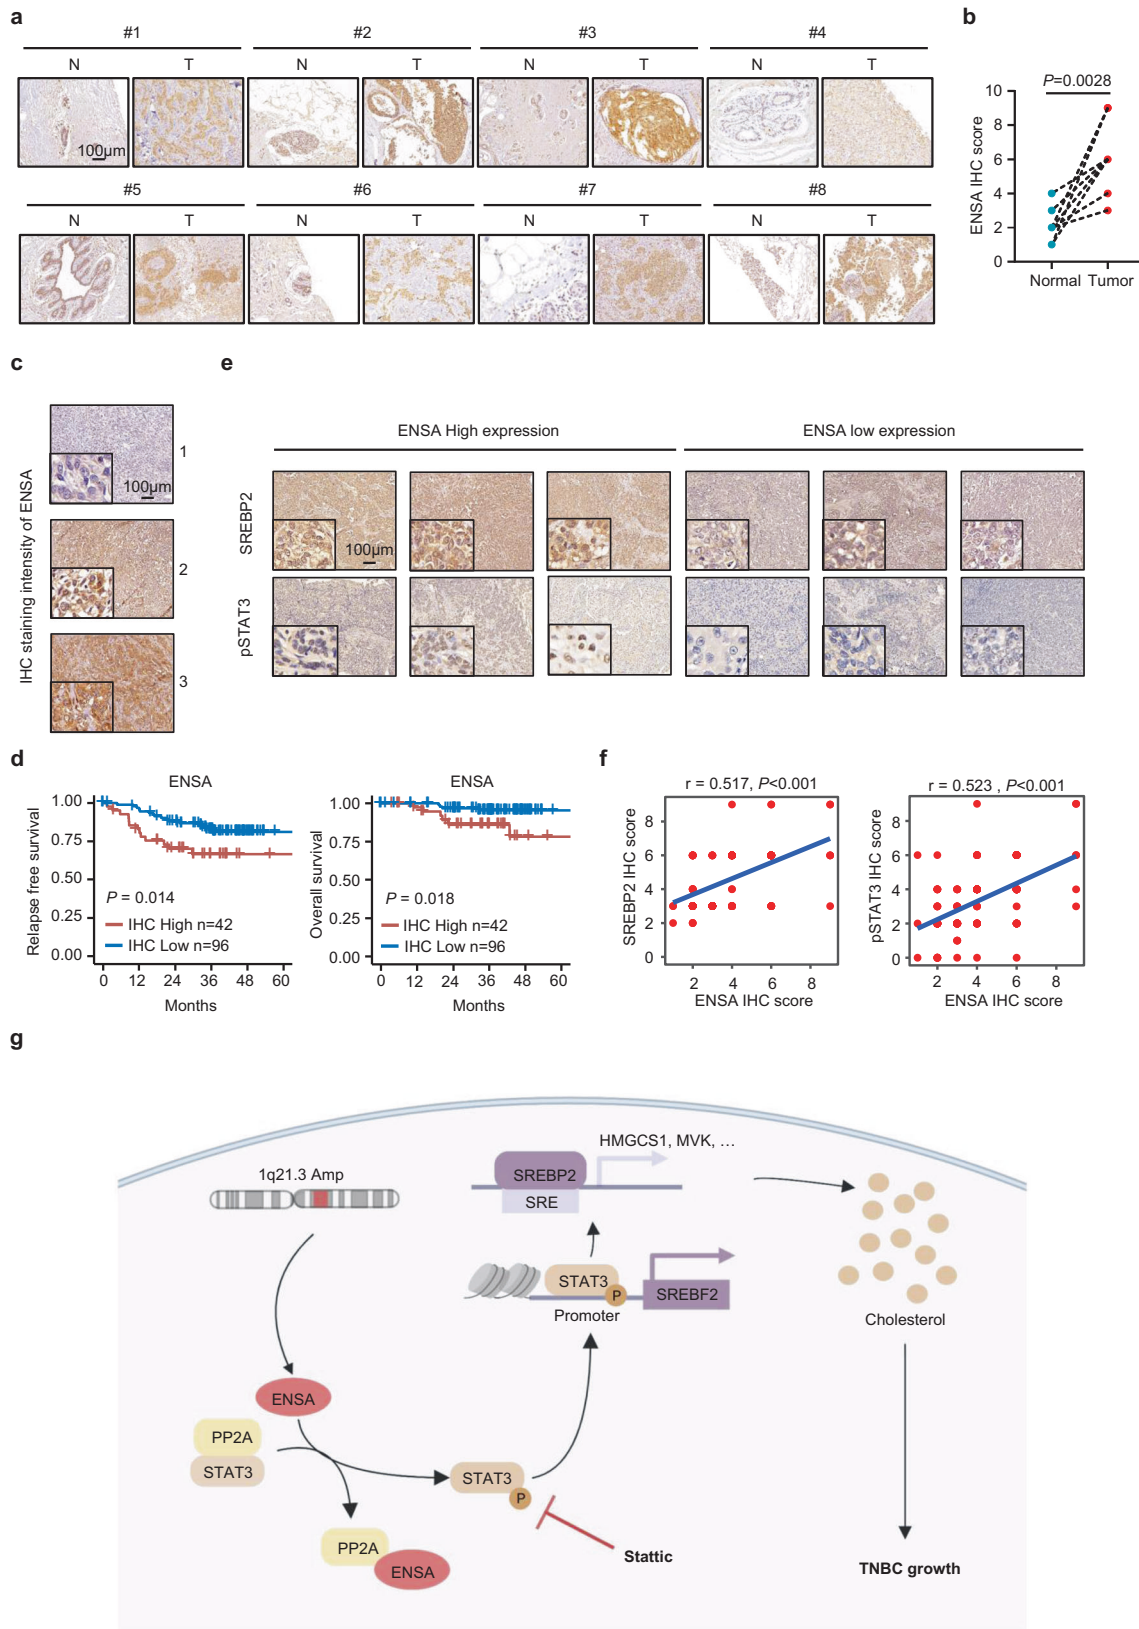 a
#1 #2 #3 #4
N T N T N T N T
100μm
#5 #6 #7 #8
N T N T N T N T
b
P=0.0028
ENSA IHC score
10
8
6
4
2
0
Normal Tumor
c
IHC staining intensity of ENSA
1
100μm
2
3
e
ENSA High expression ENSA low expression
SREBP2
100μm
pSTAT3
d
ENSA
Relapse free survival
1.00
0.75
0.50
0.25
0.00
P = 0.014
IHC High n=42
IHC Low n=96
0 12 24 36 48 60
Months
ENSA
Overall survival
1.00
0.75
0.50
0.25
0.00
P = 0.018
IHC High n=42
IHC Low n=96
0 12 24 36 48 60
Months
f
r = 0.517, P<0.001
SREBP2 IHC score
8
6
4
2
0
2 4 6 8
ENSA IHC score
r = 0.523 , P<0.001
pSTAT3 IHC score
8
6
4
2
0
2 4 6 8
ENSA IHC score
g
HMGCS1, MVK, ...
1q21.3 Amp
SREBP2
SRE
STAT3
P
SREBF2
Promoter
Cholesterol
ENSA
PP2A
STAT3
STAT3
P
PP2A
ENSA
Stattic
TNBC growth